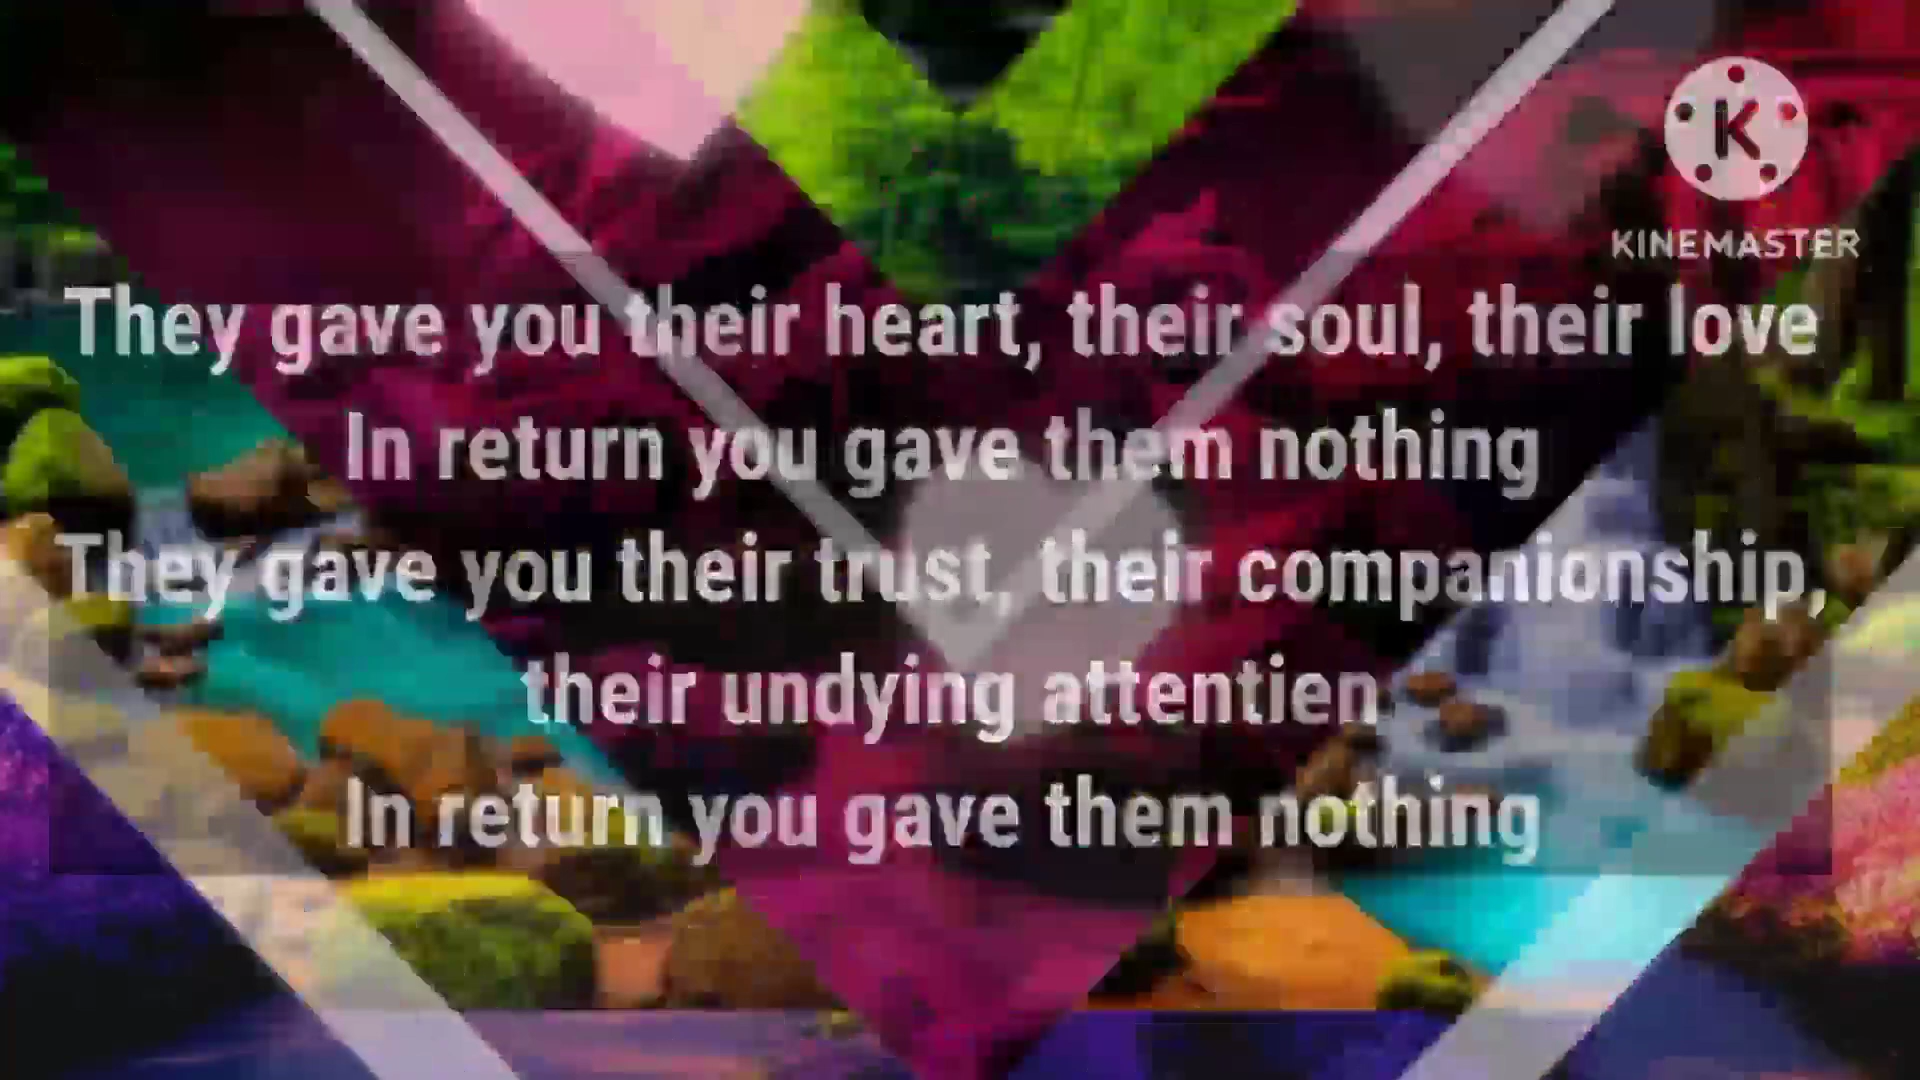 KINEMASTER
They gave you their heart, their soul, their love
In return you gave them nothing
They gave you their trust, their companionship,
their undying attentien
In return you gave them nothing